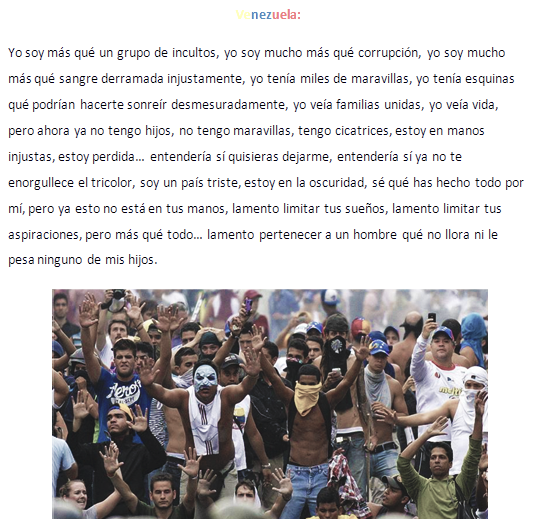 Venezuela:
Yo soy más qué un grupo de incultos, yo soy mucho más qué corrupción, yo soy mucho
más qué sangre derramada injustamente, yo tenía miles de maravillas, yo tenía esquinas
qué podrían hacerte sonreír desmesuradamente, yo veía familias unidas, yo veía vida,
pero ahora ya no tengo hijos, no tengo maravillas, tengo cicatrices, estoy en manos
injustas, estoy perdida... entendería sí quisieras dejarme, entendería sí ya no te
enorgullece el tricolor, soy un país triste, estoy en la oscuridad, sé qué has hecho todo por
mí, pero ya esto no está en tus manos, lamento limitar tus sueños, lamento limitar tus
aspiraciones, pero más qué todo... lamento pertenecer a un hombre qué no llora ni le
pesa ninguno de mis hijos.